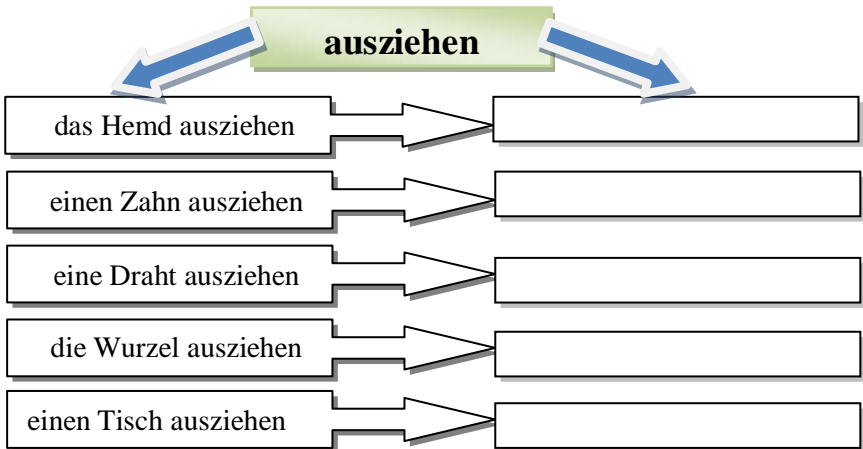 ausziehen
das Hemd ausziehen
einen Zahn ausziehen
eine Draht ausziehen
die Wurzel ausziehen
einen Tisch ausziehen